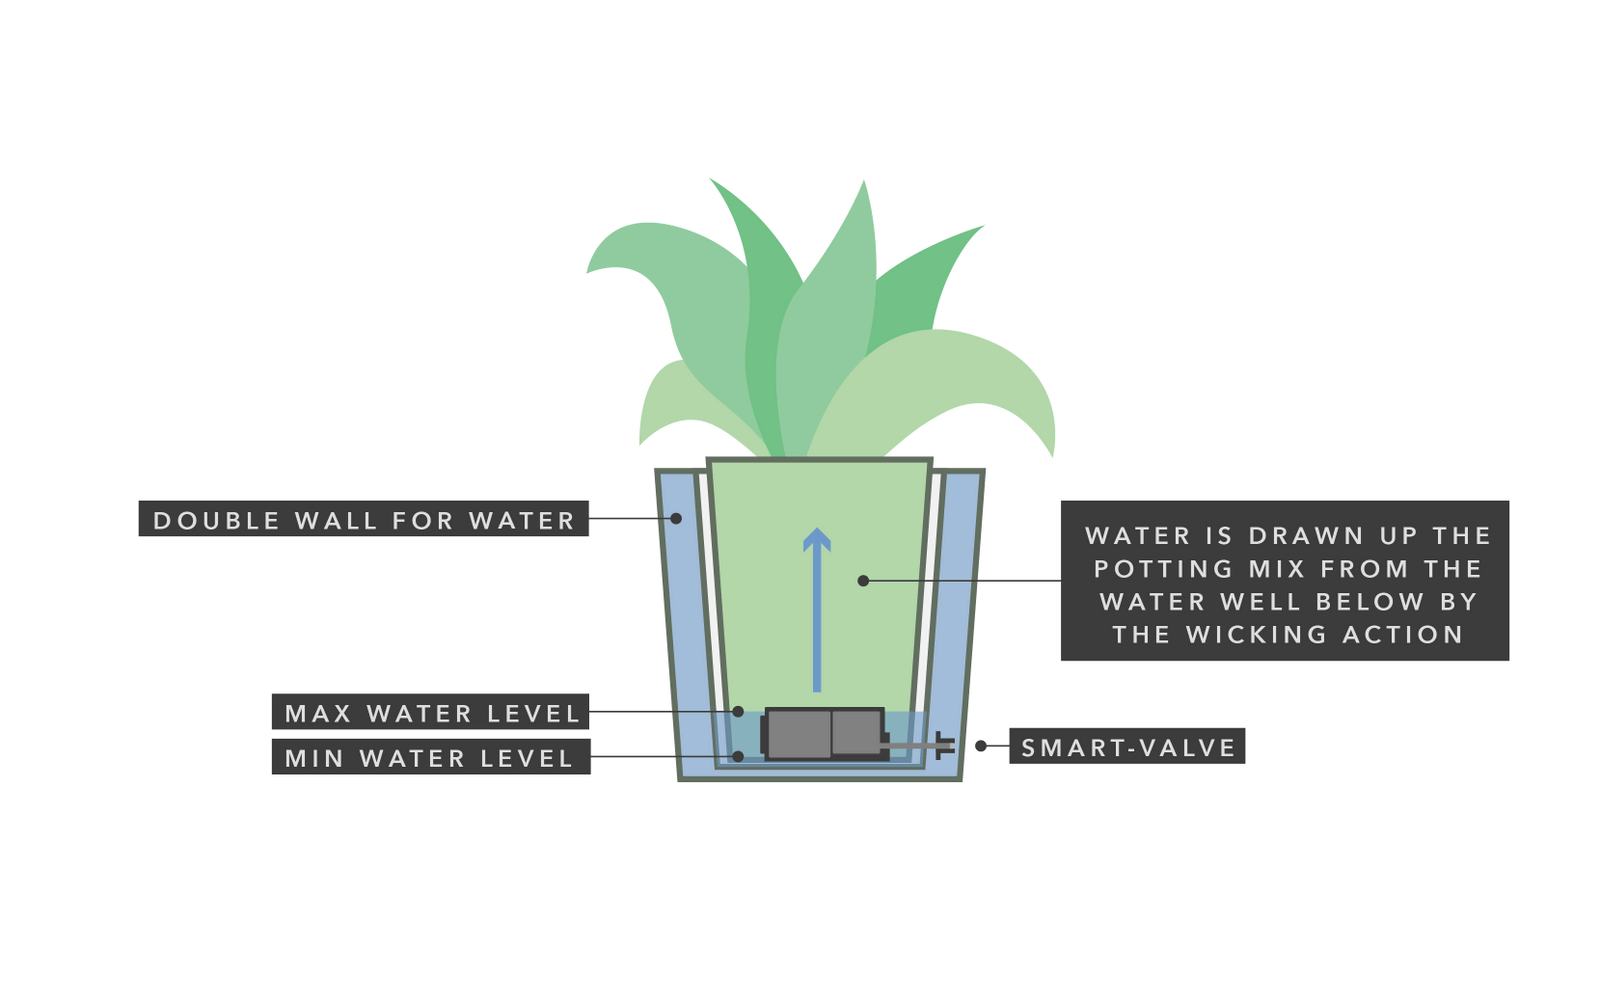 DOUBLE WALL FOR WATER
WATER IS DRAWN UP THE
POTTING MIX FROM THE
WATER WELL BELOW BY
THE WICKING ACTION
MAX WATER LEVEL
MIN WATER LEVEL
SMART-VALVE